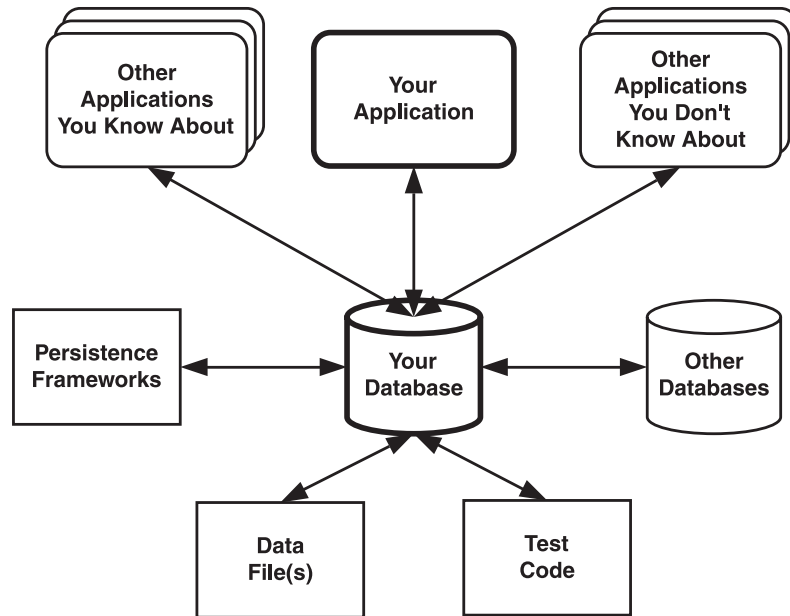 Other
Applications
You Know About
Your
Application
Other
Applications
You Don't
Know About
Persistence
Frameworks
Your
Database
Other
Databases
Data
File(s)
Test
Code